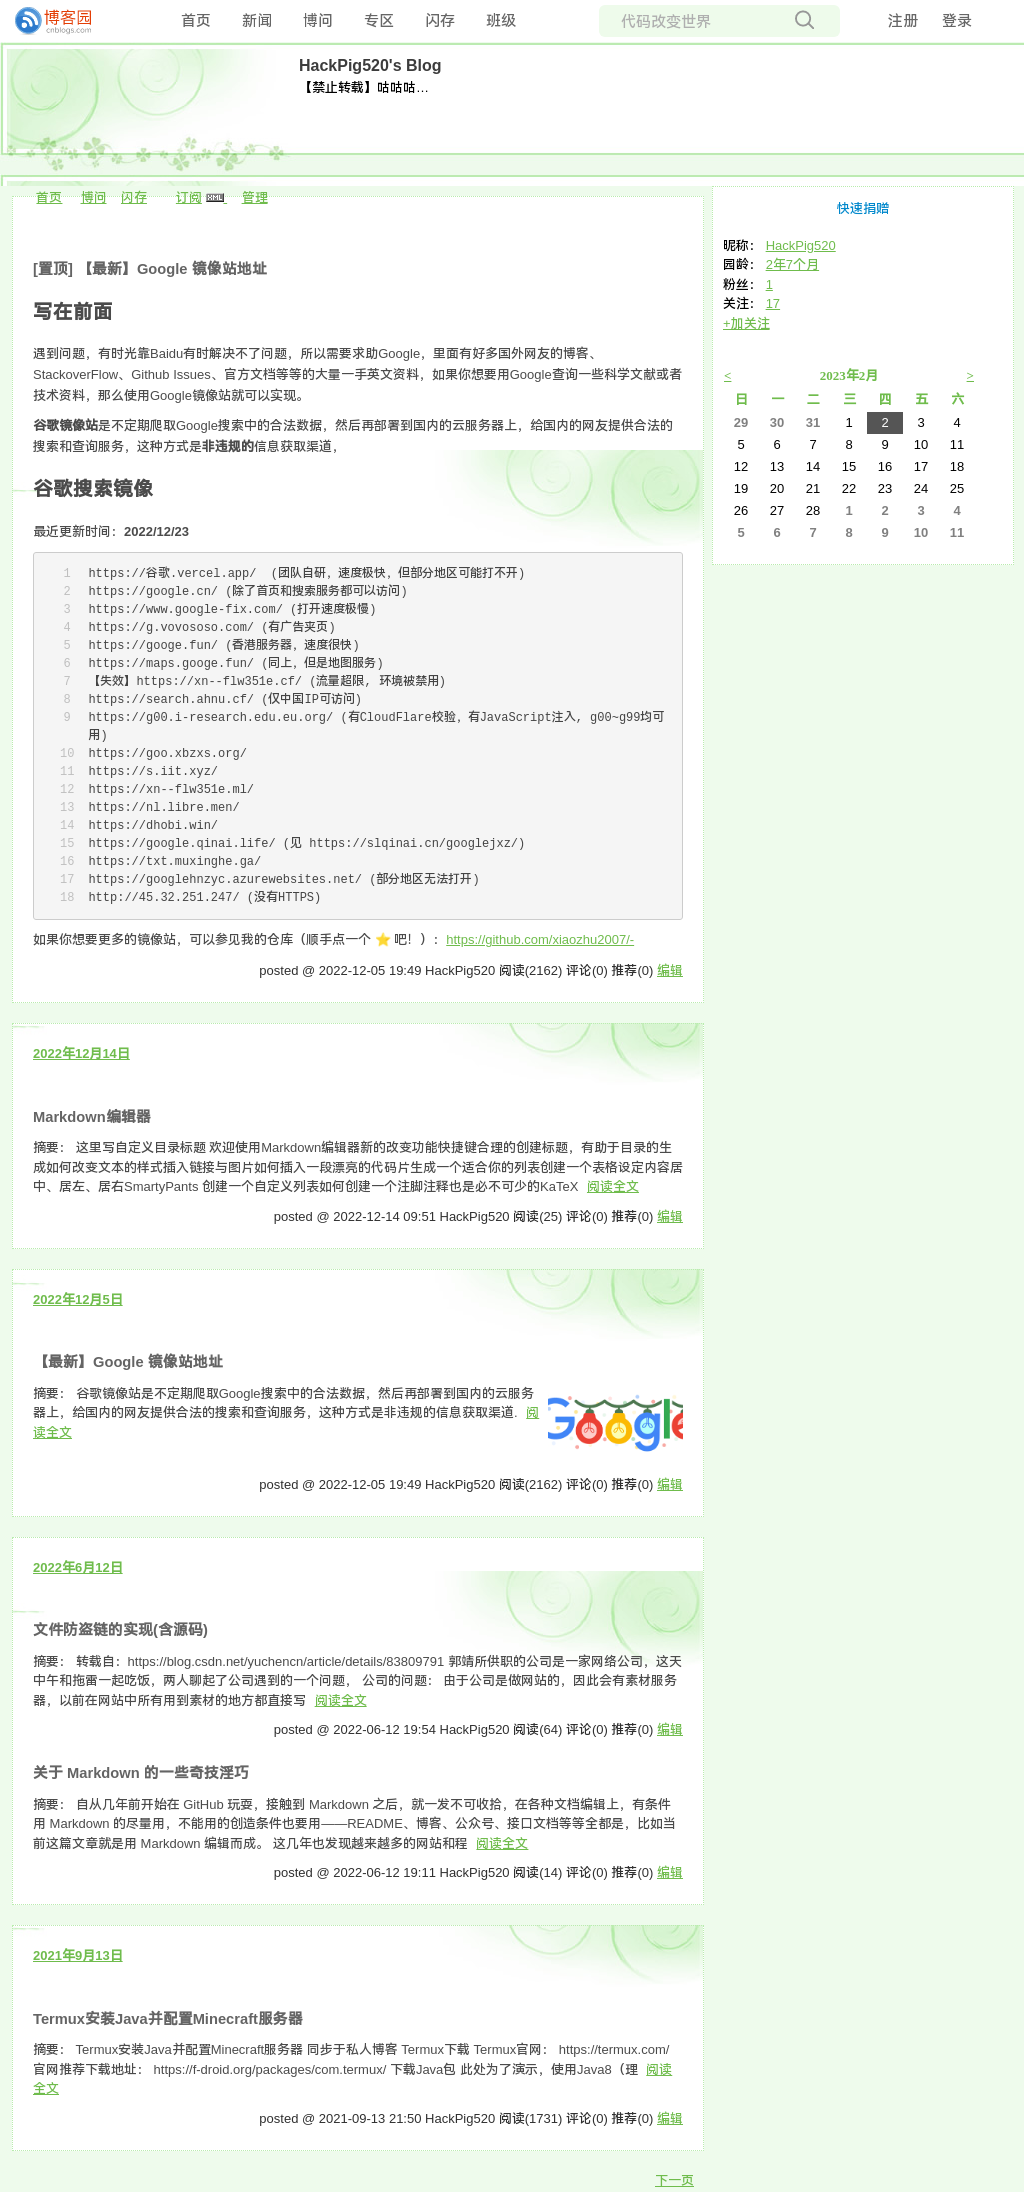 博客园
cnblogs.com
首页 新闻 博问 专区 闪存 班级 代码改变世界 注册 登录
HackPig520's Blog
【禁止转载】咕咕咕…
首页 博问 闪存 订阅 管理
[置顶] 【最新】Google 镜像站地址
写在前面
遇到问题，有时光靠Baidu有时解决不了问题，所以需要求助Google，里面有好多国外网友的博客、
StackoverFlow、Github Issues、官方文档等等的大量一手英文资料，如果你想要用Google查询一些科学文献或者
技术资料，那么使用Google镜像站就可以实现。
谷歌镜像站是不定期爬取Google搜索中的合法数据，然后再部署到国内的云服务器上，给国内的网友提供合法的
搜索和查询服务，这种方式是非违规的信息获取渠道，
谷歌搜索镜像
最近更新时间：2022/12/23
1 https://谷歌.vercel.app/ (团队自研，速度极快，但部分地区可能打不开)
2 https://google.cn/ (除了首页和搜索服务都可以访问)
3 https://www.google-fix.com/ (打开速度极慢)
4 https://g.vovososo.com/ (有广告夹页)
5 https://googe.fun/ (香港服务器，速度很快)
6 https://maps.googe.fun/ (同上，但是地图服务)
7 【失效】https://xn--flw351e.cf/ (流量超限, 环境被禁用)
8 https://search.ahnu.cf/ (仅中国IP可访问)
9 https://g00.i-research.edu.eu.org/ (有CloudFlare校验，有JavaScript注入, g00~g99均可
用)
10 https://goo.xbzxs.org/
11 https://s.iit.xyz/
12 https://xn--flw351e.ml/
13 https://nl.libre.men/
14 https://dhobi.win/
15 https://google.qinai.life/ (见 https://slqinai.cn/googlejxz/)
16 https://txt.muxinghe.ga/
17 https://googlehnzyc.azurewebsites.net/ (部分地区无法打开)
18 http://45.32.251.247/ (没有HTTPS)
如果你想要更多的镜像站，可以参见我的仓库（顺手点一个 ⭐ 吧！）：https://github.com/xiaozhu2007/-
posted @ 2022-12-05 19:49 HackPig520 阅读(2162) 评论(0) 推荐(0) 编辑
2022年12月14日
Markdown编辑器
摘要： 这里写自定义目录标题 欢迎使用Markdown编辑器新的改变功能快捷键合理的创建标题，有助于目录的生
成如何改变文本的样式插入链接与图片如何插入一段漂亮的代码片生成一个适合你的列表创建一个表格设定内容居
中、居左、居右SmartyPants 创建一个自定义列表如何创建一个注脚注释也是必不可少的KaTeX 阅读全文
posted @ 2022-12-14 09:51 HackPig520 阅读(25) 评论(0) 推荐(0) 编辑
2022年12月5日
【最新】Google 镜像站地址
摘要： 谷歌镜像站是不定期爬取Google搜索中的合法数据，然后再部署到国内的云服务
器上，给国内的网友提供合法的搜索和查询服务，这种方式是非违规的信息获取渠道. 阅
读全文
Google
posted @ 2022-12-05 19:49 HackPig520 阅读(2162) 评论(0) 推荐(0) 编辑
2022年6月12日
文件防盗链的实现(含源码)
摘要： 转载自：https://blog.csdn.net/yuchencn/article/details/83809791 郭靖所供职的公司是一家网络公司，这天
中午和拖雷一起吃饭，两人聊起了公司遇到的一个问题， 公司的问题： 由于公司是做网站的，因此会有素材服务
器，以前在网站中所有用到素材的地方都直接写 阅读全文
posted @ 2022-06-12 19:54 HackPig520 阅读(64) 评论(0) 推荐(0) 编辑
关于 Markdown 的一些奇技淫巧
摘要： 自从几年前开始在 GitHub 玩耍，接触到 Markdown 之后，就一发不可收拾，在各种文档编辑上，有条件
用 Markdown 的尽量用，不能用的创造条件也要用——README、博客、公众号、接口文档等等全都是，比如当
前这篇文章就是用 Markdown 编辑而成。 这几年也发现越来越多的网站和程 阅读全文
posted @ 2022-06-12 19:11 HackPig520 阅读(14) 评论(0) 推荐(0) 编辑
2021年9月13日
Termux安装Java并配置Minecraft服务器
摘要： Termux安装Java并配置Minecraft服务器 同步于私人博客 Termux下载 Termux官网： https://termux.com/
官网推荐下载地址： https://f-droid.org/packages/com.termux/ 下载Java包 此处为了演示，使用Java8（理 阅读
全文
posted @ 2021-09-13 21:50 HackPig520 阅读(1731) 评论(0) 推荐(0) 编辑
下一页
快速捐赠
昵称： HackPig520
园龄： 2年7个月
粉丝： 1
关注： 17
+加关注
< 2023年2月 >
日 一 二 三 四 五 六
29 30 31 1 2 3 4
5 6 7 8 9 10 11
12 13 14 15 16 17 18
19 20 21 22 23 24 25
26 27 28 1 2 3 4
5 6 7 8 9 10 11